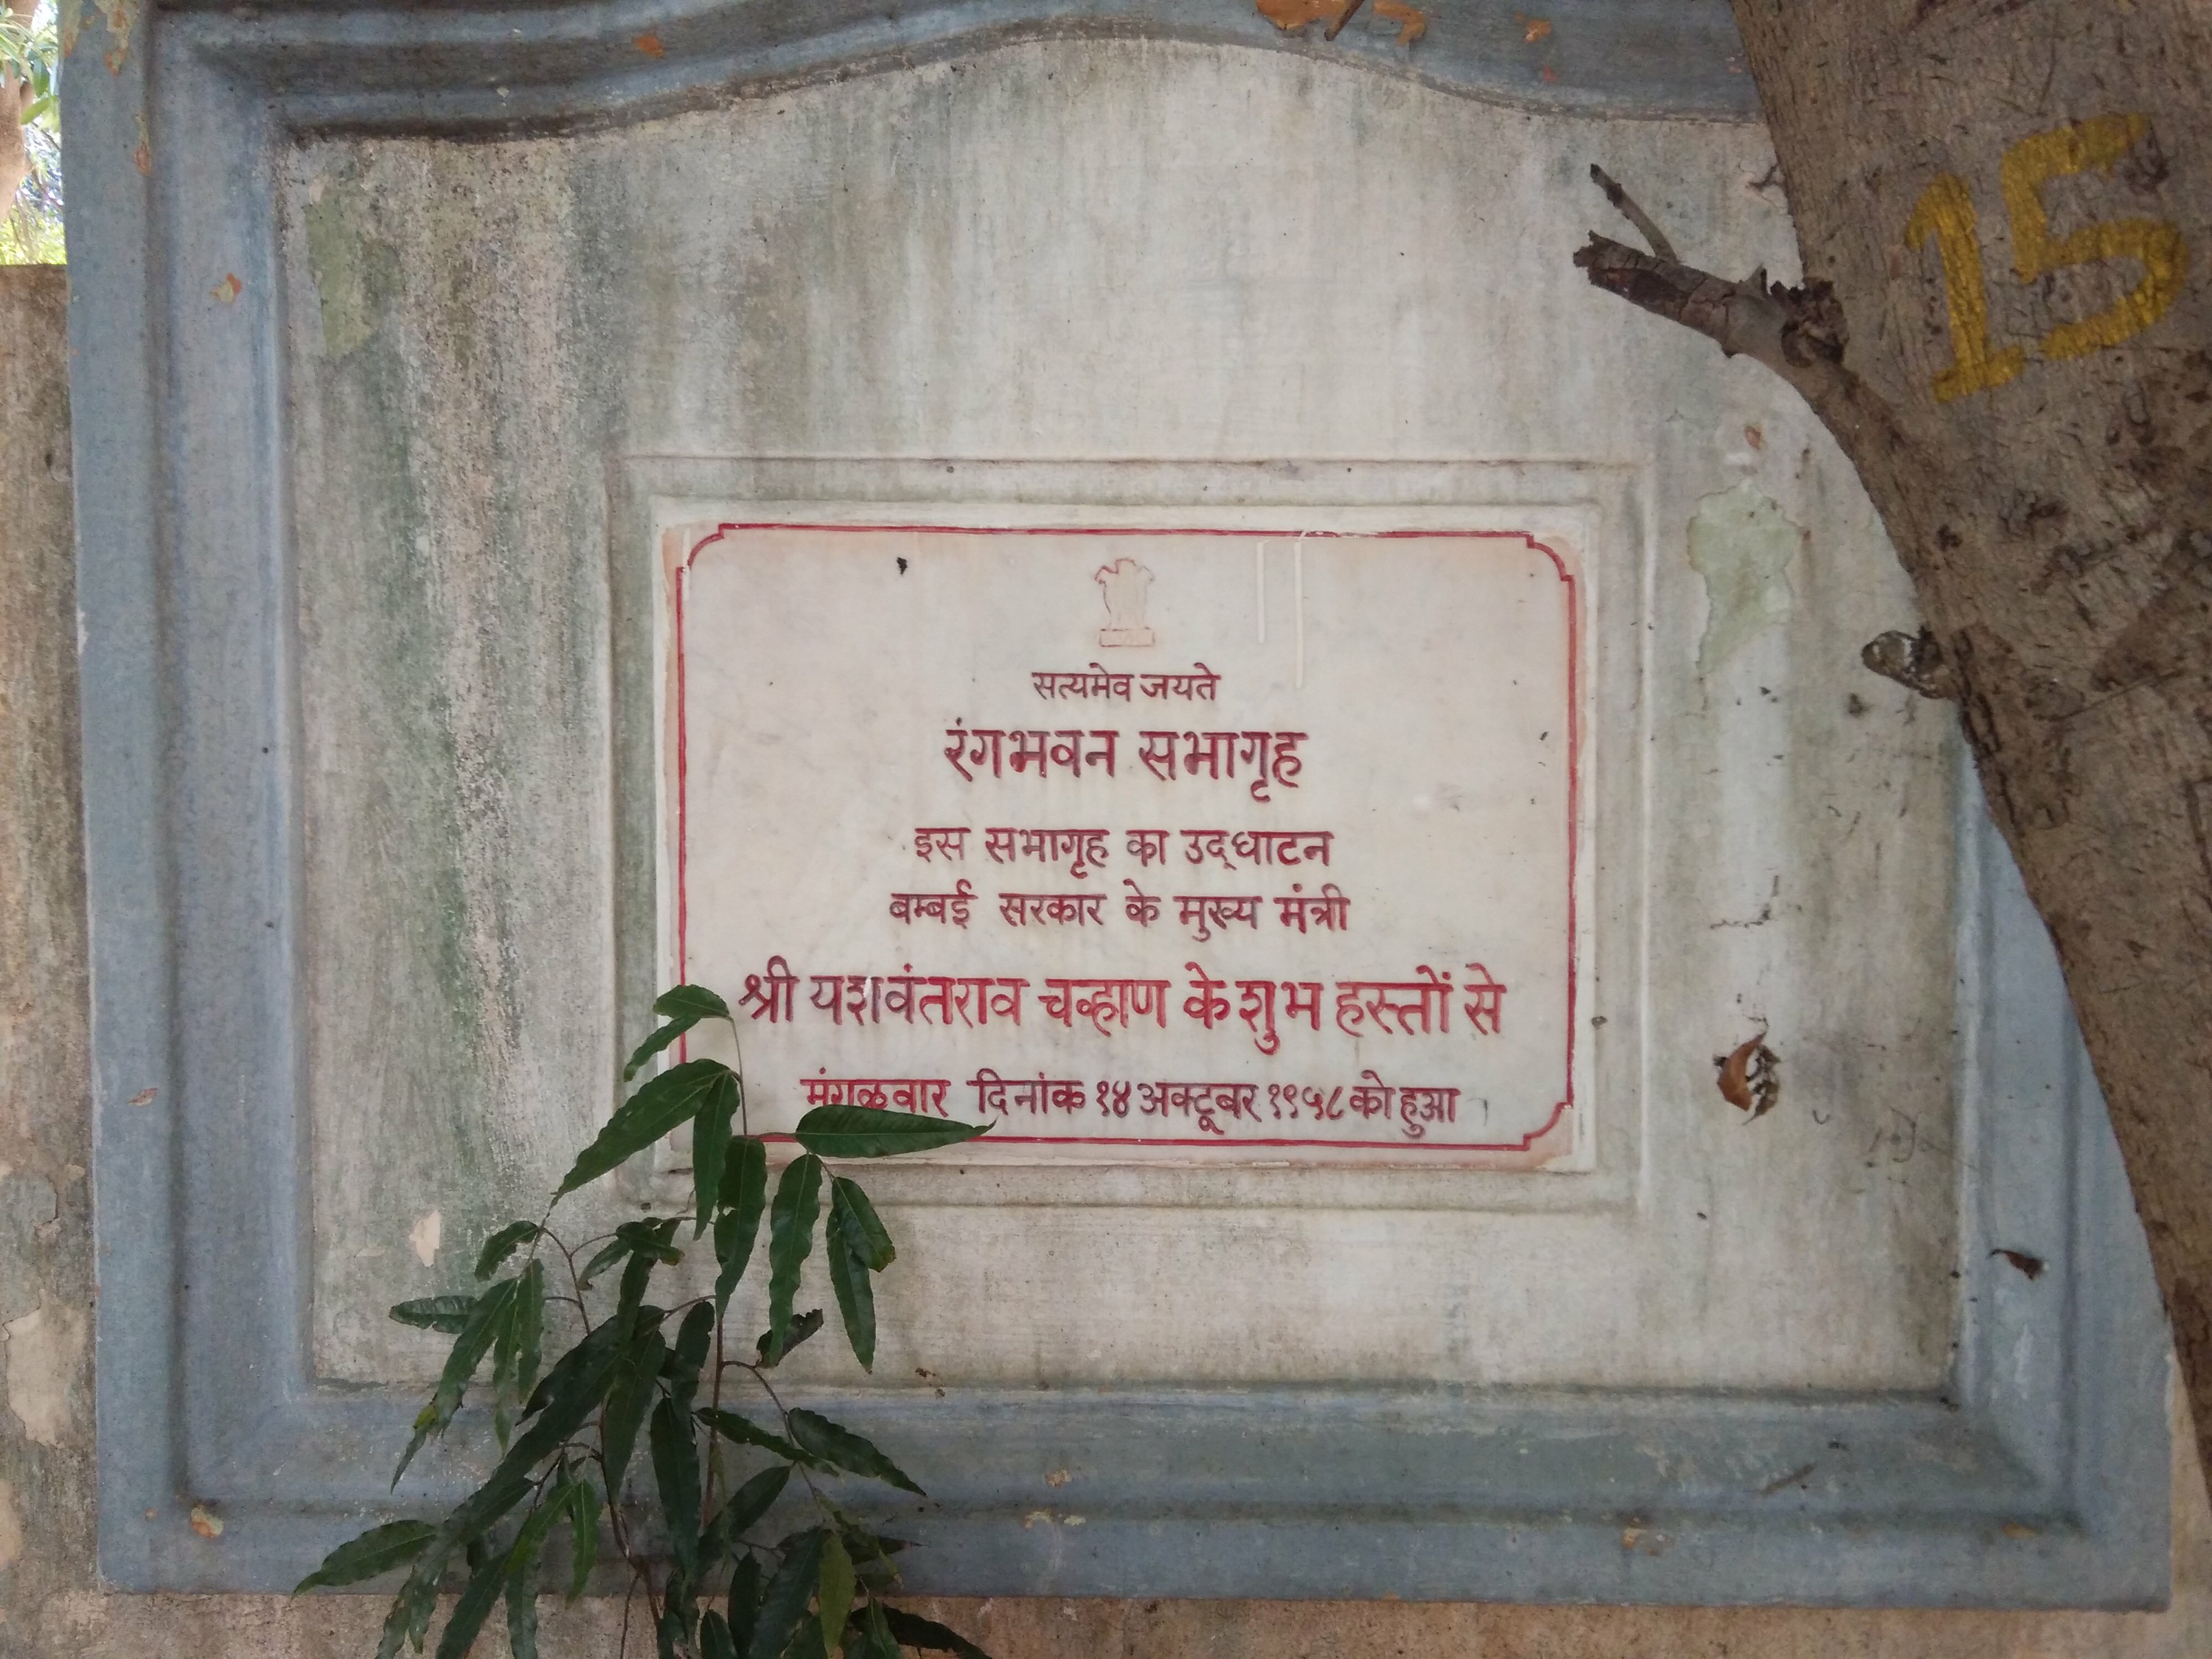 सत्यमेव जयते
रंगभवन सभागृह
इस सभागृह का उद्घाटन
बम्बई सरकार के मुख्य मंत्री
श्री यशवंतराव चव्हाण के शुभ हस्तों से
मंगळवार दिनांक १४ अक्टूबर १९५८ को हुआ
15